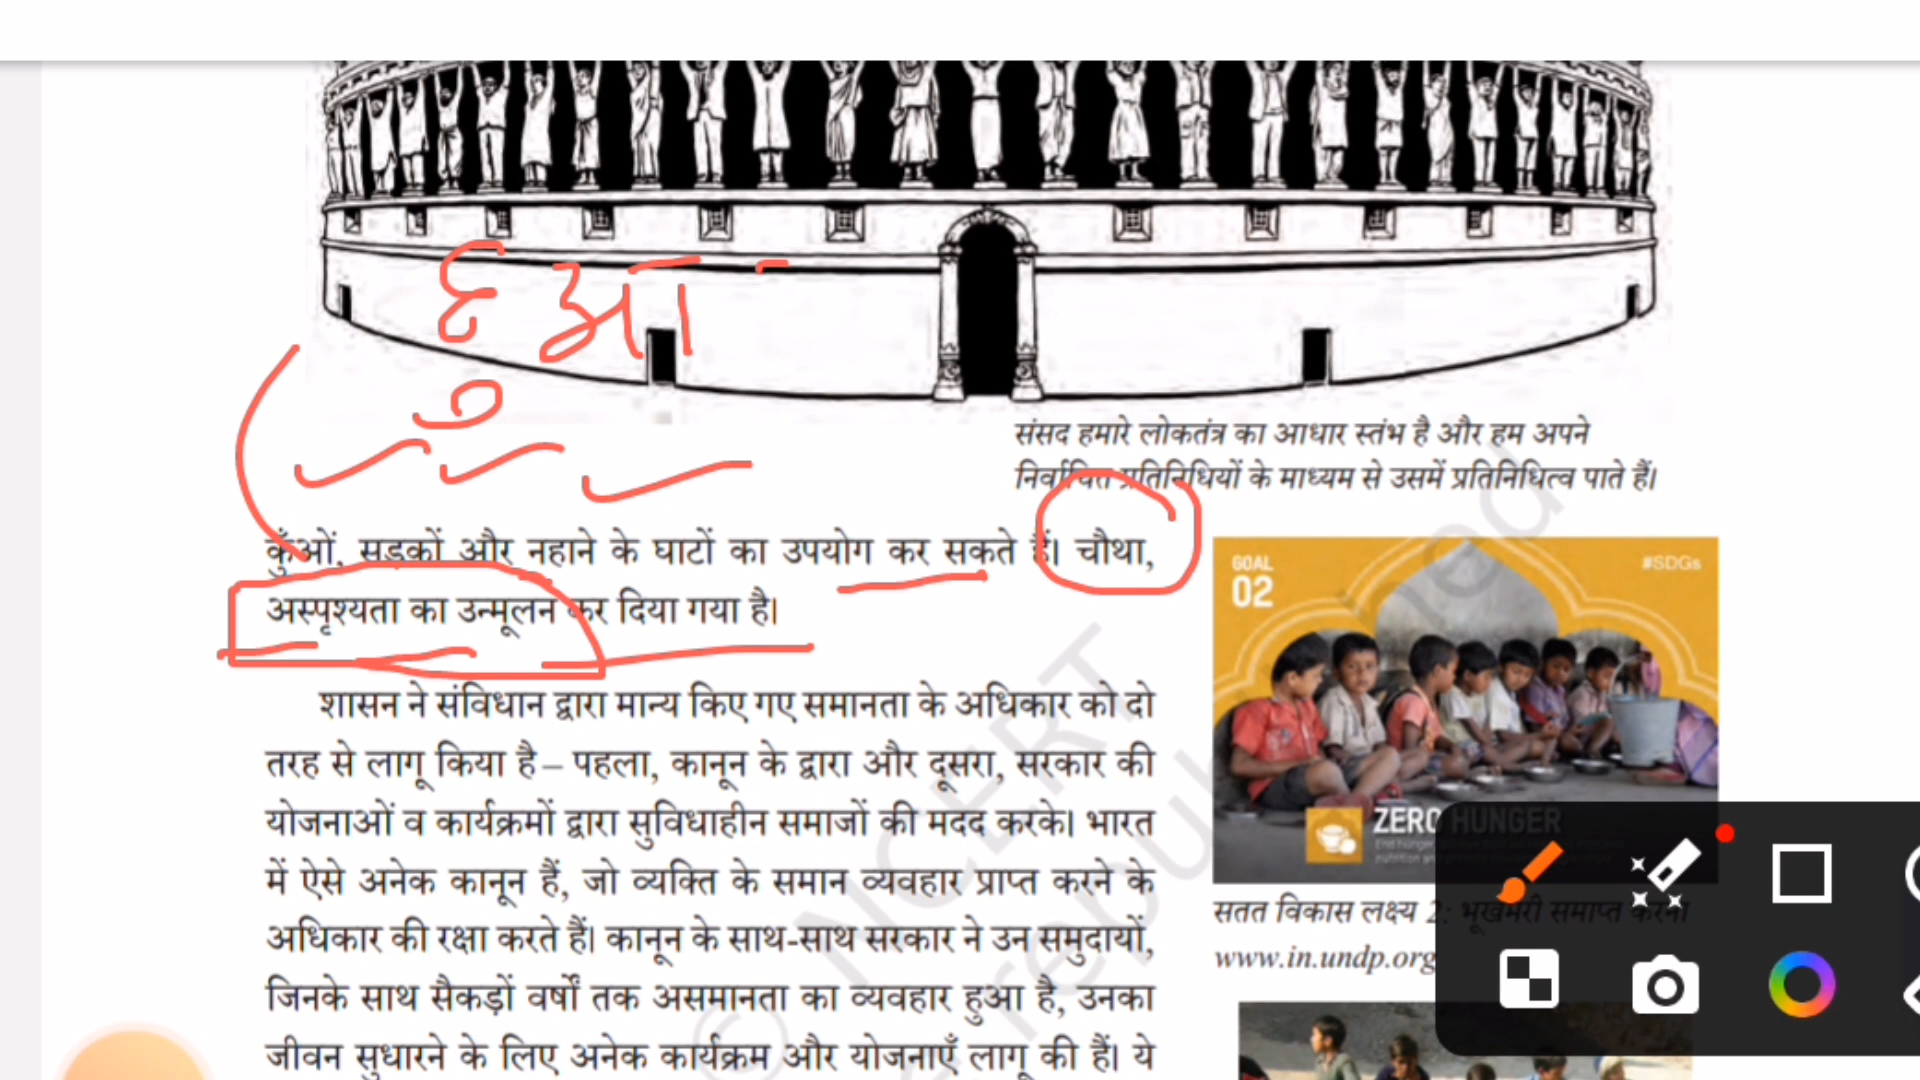 हुआ
संसद हमारे लोकतंत्र का आधार स्तंभ है और हम अपने
निर्वाचित प्रतिनिधियों के माध्यम से उसमें प्रतिनिधित्व पाते हैं।
कुँओं, सड़कों और नहाने के घाटों का उपयोग कर सकते हैं। चौथा,
अस्पृश्यता का उन्मूलन कर दिया गया है।
शासन ने संविधान द्वारा मान्य किए गए समानता के अधिकार को दो
तरह से लागू किया है – पहला, कानून के द्वारा और दूसरा, सरकार की
योजनाओं व कार्यक्रमों द्वारा सुविधाहीन समाजों की मदद करके। भारत
में ऐसे अनेक कानून हैं, जो व्यक्ति के समान व्यवहार प्राप्त करने के
अधिकार की रक्षा करते हैं। कानून के साथ-साथ सरकार ने उन समुदायों,
जिनके साथ सैकड़ों वर्षों तक असमानता का व्यवहार हुआ है, उनका
जीवन सुधारने के लिए अनेक कार्यक्रम और योजनाएँ लागू की हैं। ये
GOAL
02
#SDGs
ZERO HUNGER
सतत विकास लक्ष्य 2: भूखमरी समाप्त करना
www.in.undp.org
© NCERT
republished